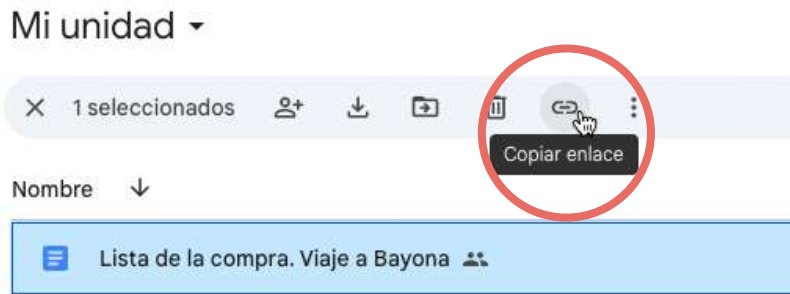 Mi unidad
1 seleccionados
Copiar enlace
Nombre
Lista de la compra. Viaje a Bayona